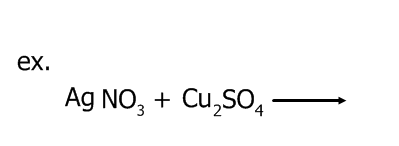 ex.
Ag NO₃ + Cu₂SO₄ ⟶